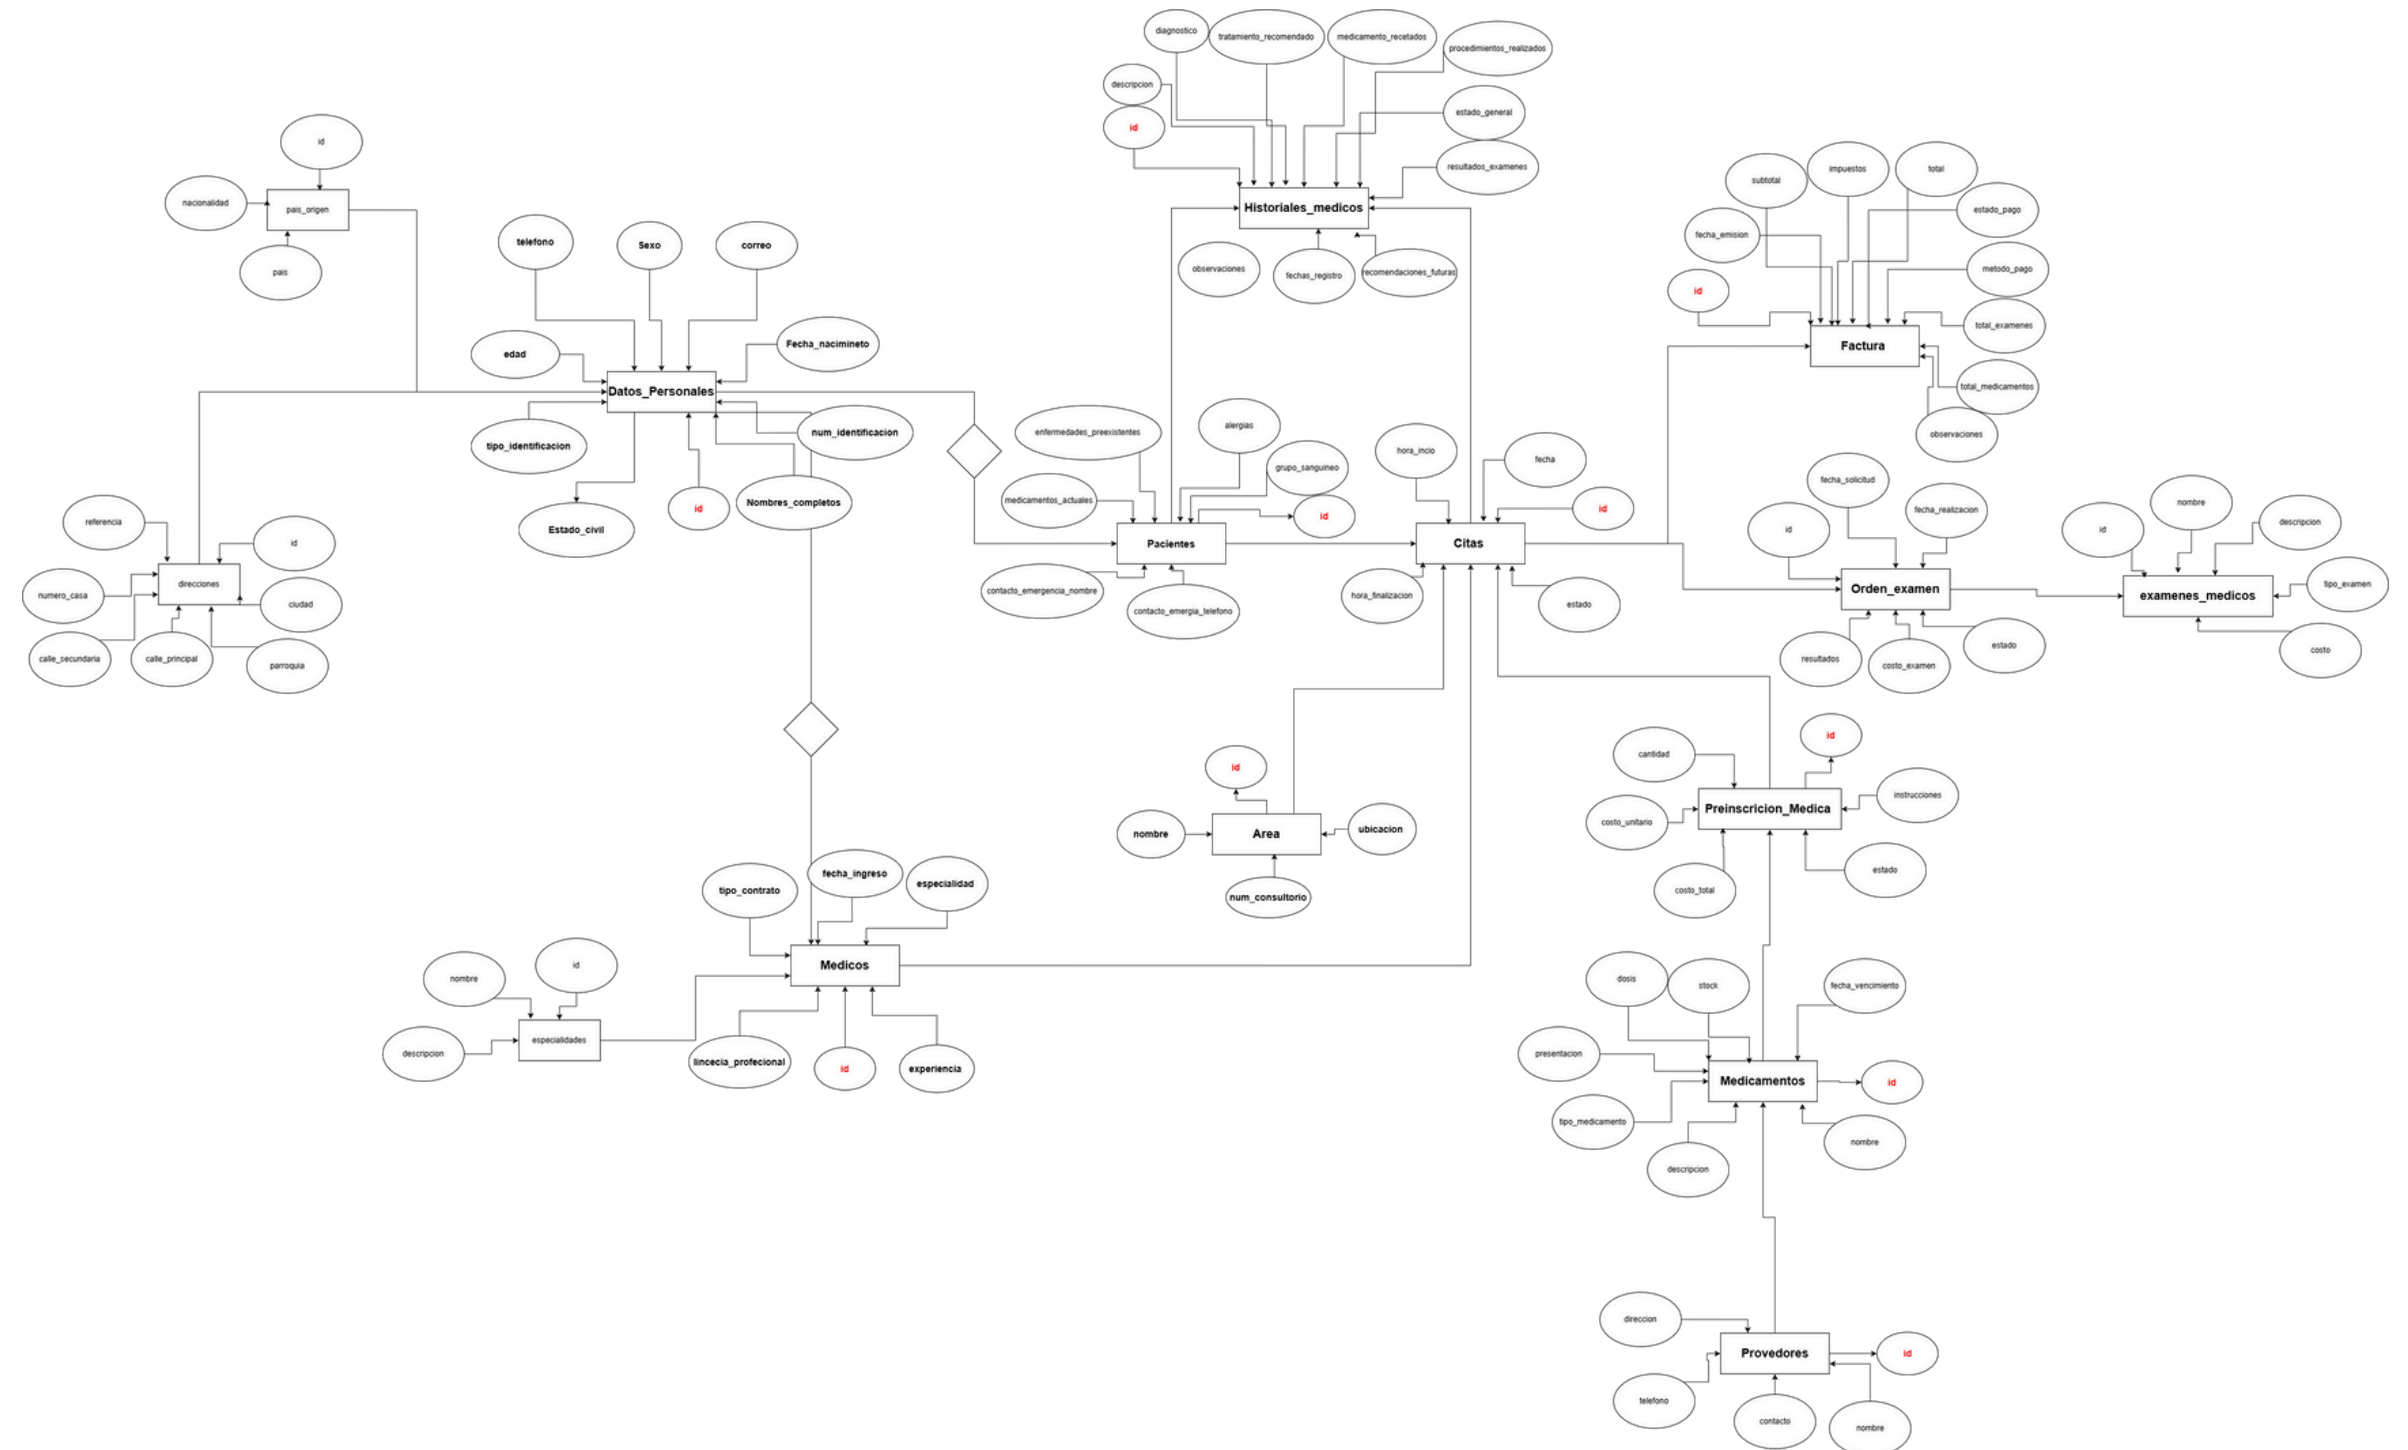 diagnostico
tratamiento_recomendado
medicamento_recetados
procedimientos_realizados
descripcion
id
estado_general
resultados_examenes
Historiales_medicos
observaciones
fechas_registro
recomendaciones_futuras
id
nacionalidad
pais_origen
pais
telefono
Sexo
correo
edad
Fecha_nacimineto
Datos_Personales
tipo_identificacion
num_identificacion
Estado_civil
id
Nombres_completos
referencia
id
direcciones
numero_casa
ciudad
calle_secundaria
calle_principal
parroquia
enfermedades_preexistentes
alergias
grupo_sanguineo
medicamentos_actuales
id
Pacientes
contacto_emergencia_nombre
contacto_emergia_telefono
hora_incio
fecha
id
Citas
hora_finalizacion
estado
subtotal
impuestos
total
estado_pago
fecha_emision
metodo_pago
id
total_examenes
Factura
total_medicamentos
observaciones
fecha_solicitud
fecha_realizacion
id
Orden_examen
resultados
costo_examen
estado
id
nombre
descripcion
tipo_examen
examenes_medicos
costo
id
nombre
Area
ubicacion
num_consultorio
cantidad
id
instrucciones
Preinscricion_Medica
costo_unitario
costo_total
estado
tipo_contrato
fecha_ingreso
especialidad
Medicos
lincecia_profecional
id
experiencia
nombre
id
descripcion
especialidades
dosis
stock
fecha_vencimiento
presentacion
Medicamentos
id
tipo_medicamento
descripcion
nombre
direccion
Provedores
id
telefono
contacto
nombre